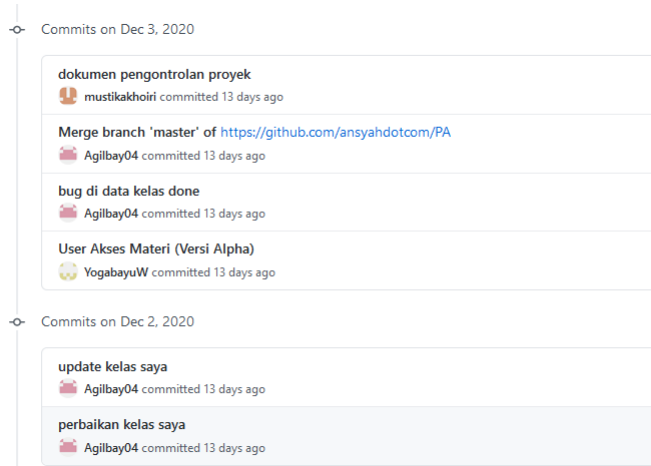 Commits on Dec 3, 2020
dokumen pengontrolan proyek
mustikakhoiri committed 13 days ago
Merge branch 'master' of https://github.com/ansyahdotcom/PA
Agilbay04 committed 13 days ago
bug di data kelas done
Agilbay04 committed 13 days ago
User Akses Materi (Versi Alpha)
YogabayuW committed 13 days ago
Commits on Dec 2, 2020
update kelas saya
Agilbay04 committed 13 days ago
perbaikan kelas saya
Agilbay04 committed 13 days ago